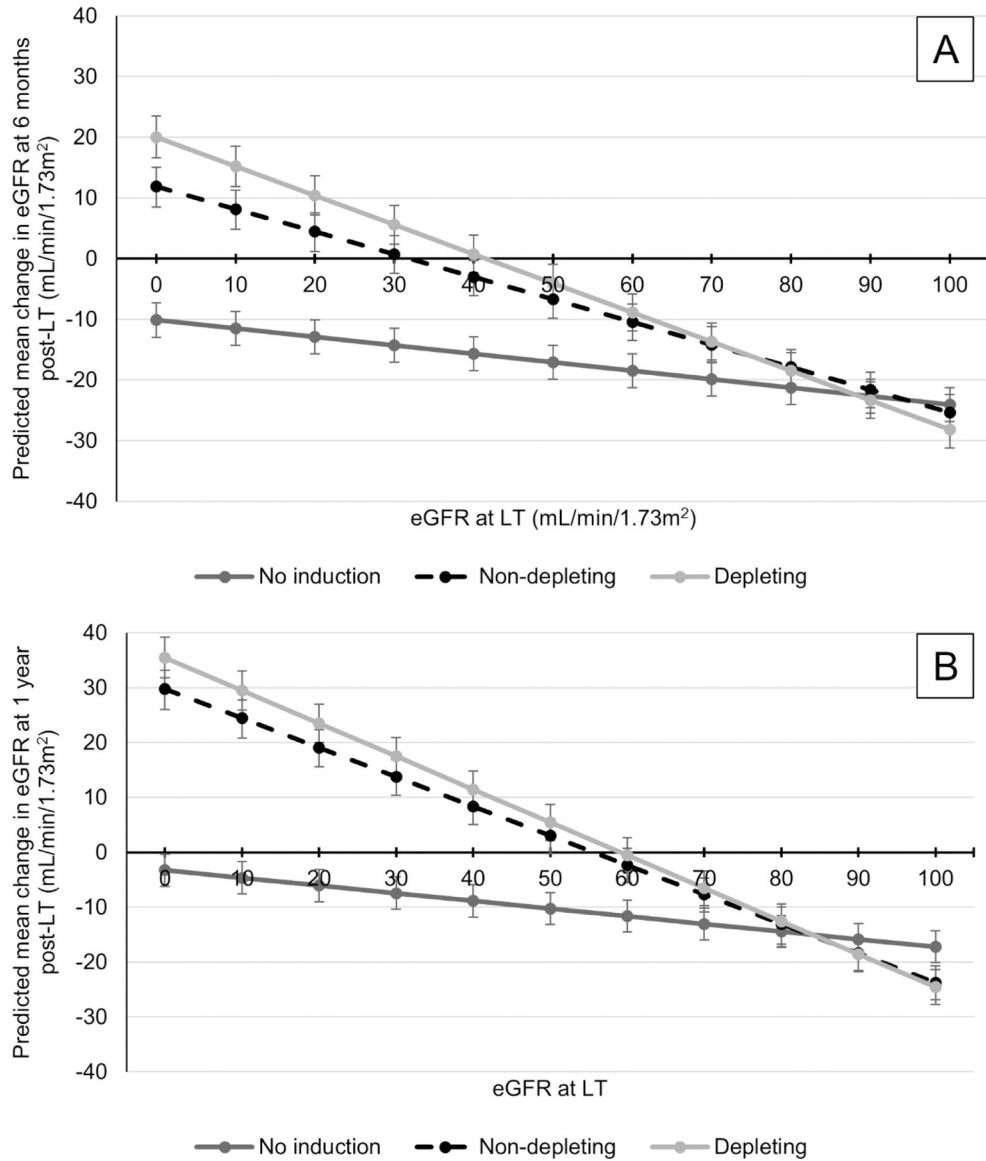 A
Predicted mean change in eGFR at 6 months
post-LT (mL/min/1.73m²)
40
30
20
10
0
-10
-20
-30
-40
0 10 20 30 40 50 60 70 80 90 100
eGFR at LT (mL/min/1.73m²)
No induction Non-depleting Depleting
B
Predicted mean change in eGFR at 1 year
post-LT (mL/min/1.73m²)
40
30
20
10
0
-10
-20
-30
-40
0 10 20 30 40 50 60 70 80 90 100
eGFR at LT
No induction Non-depleting Depleting